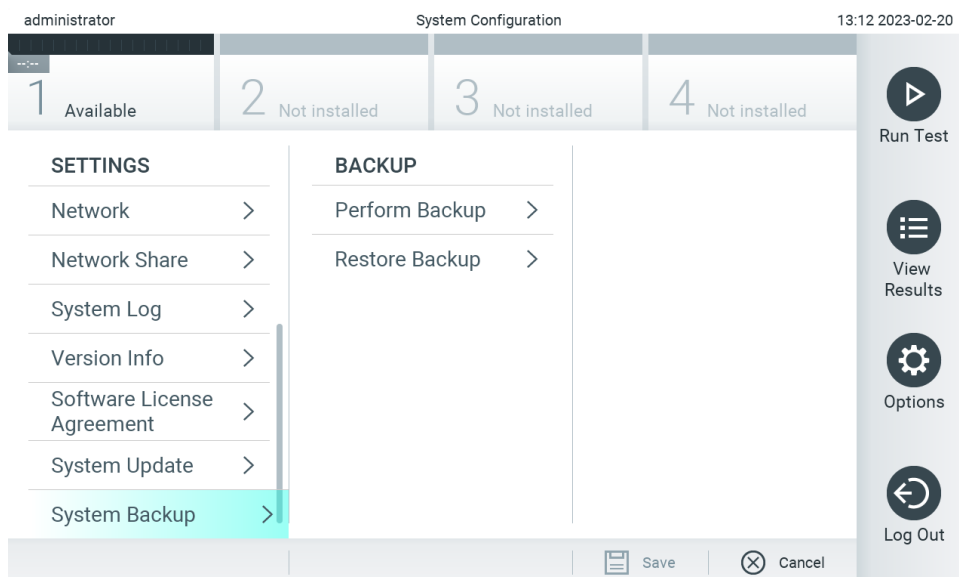 administrator System Configuration 13:12 2023-02-20
--:--
1 Available 2 Not installed 3 Not installed 4 Not installed
Run Test
SETTINGS
Network
Network Share
System Log
Version Info
Software License
Agreement
System Update
System Backup
BACKUP
Perform Backup
Restore Backup
View
Results
Options
Log Out
Save Cancel